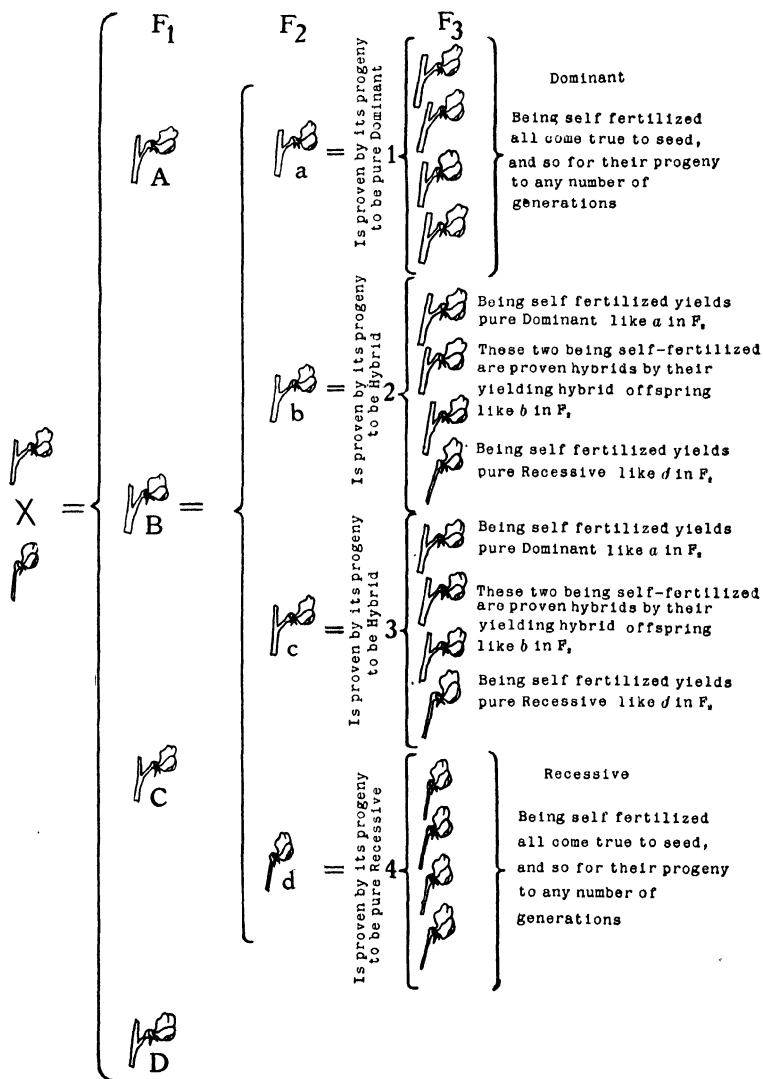 F1 F2 F3
A
B
C
D
X = =
a =
Is proven by its progeny
to be pure Dominant
1
Dominant
Being self fertilized
all come true to seed,
and so for their progeny
to any number of
generations
b =
Is proven by its progeny
to be Hybrid
2
Being self fertilized yields
pure Dominant like a in F2
These two being self-fertilized
are proven hybrids by their
yielding hybrid offspring
like b in F2
Being self fertilized yields
pure Recessive like d in F2
c =
Is proven by its progeny
to be Hybrid
3
Being self fertilized yields
pure Dominant like a in F2
These two being self-fertilized
are proven hybrids by their
yielding hybrid offspring
like b in F2
Being self fertilized yields
pure Recessive like d in F2
d =
Is proven by its progeny
to be pure Recessive
4
Recessive
Being self fertilized
all come true to seed,
and so for their progeny
to any number of
generations